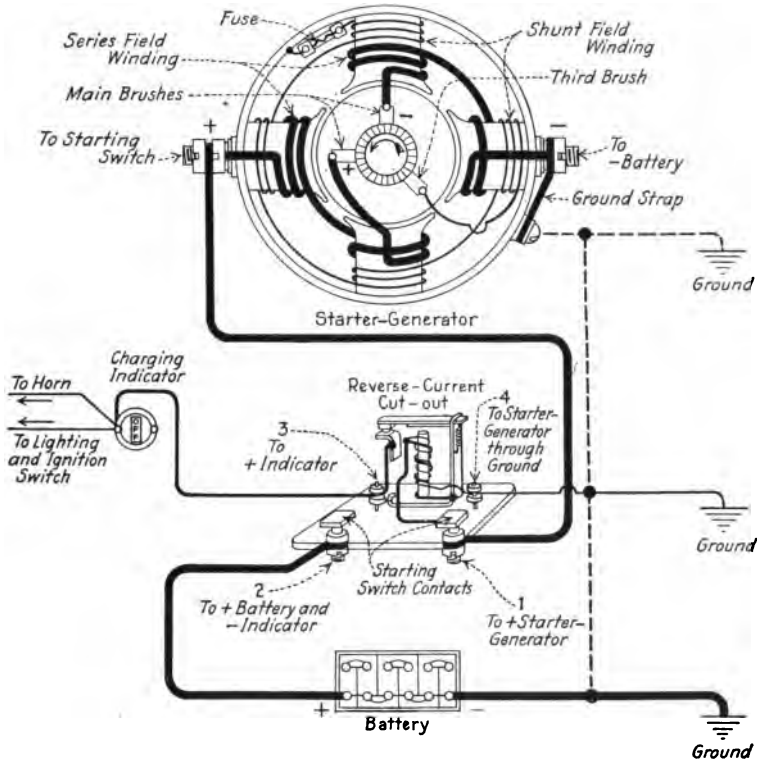 Fuse
Series Field
Winding
Shunt Field
Winding
Main Brushes
Third Brush
To Starting
Switch
+
-
+
-
To
-Battery
Ground Strap
Ground
Starter-Generator
Charging
Indicator
To Horn
To Lighting
and Ignition
Switch
Reverse-Current
Cut-out
3
To
+ Indicator
4
To Starter-
Generator
through
Ground
Ground
2
To + Battery and
- Indicator
Starting
Switch Contacts
1
To + Starter-
Generator
+
-
Battery
Ground